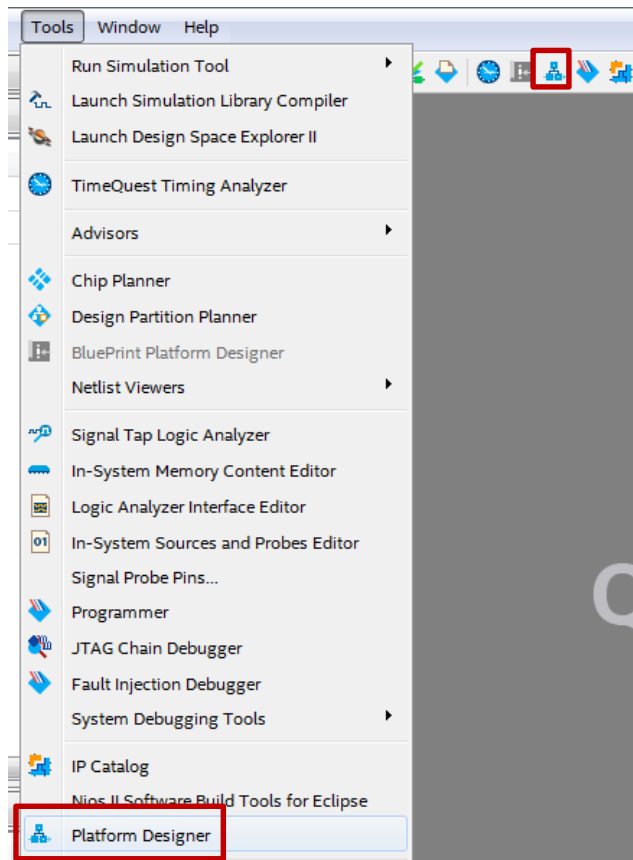 Tools Window Help
Run Simulation Tool
Launch Simulation Library Compiler
Launch Design Space Explorer II
TimeQuest Timing Analyzer
Advisors
Chip Planner
Design Partition Planner
BluePrint Platform Designer
Netlist Viewers
Signal Tap Logic Analyzer
In-System Memory Content Editor
Logic Analyzer Interface Editor
01 In-System Sources and Probes Editor
Signal Probe Pins...
Programmer
JTAG Chain Debugger
Fault Injection Debugger
System Debugging Tools
IP Catalog
Nios II Software Build Tools for Eclipse
Platform Designer
Q